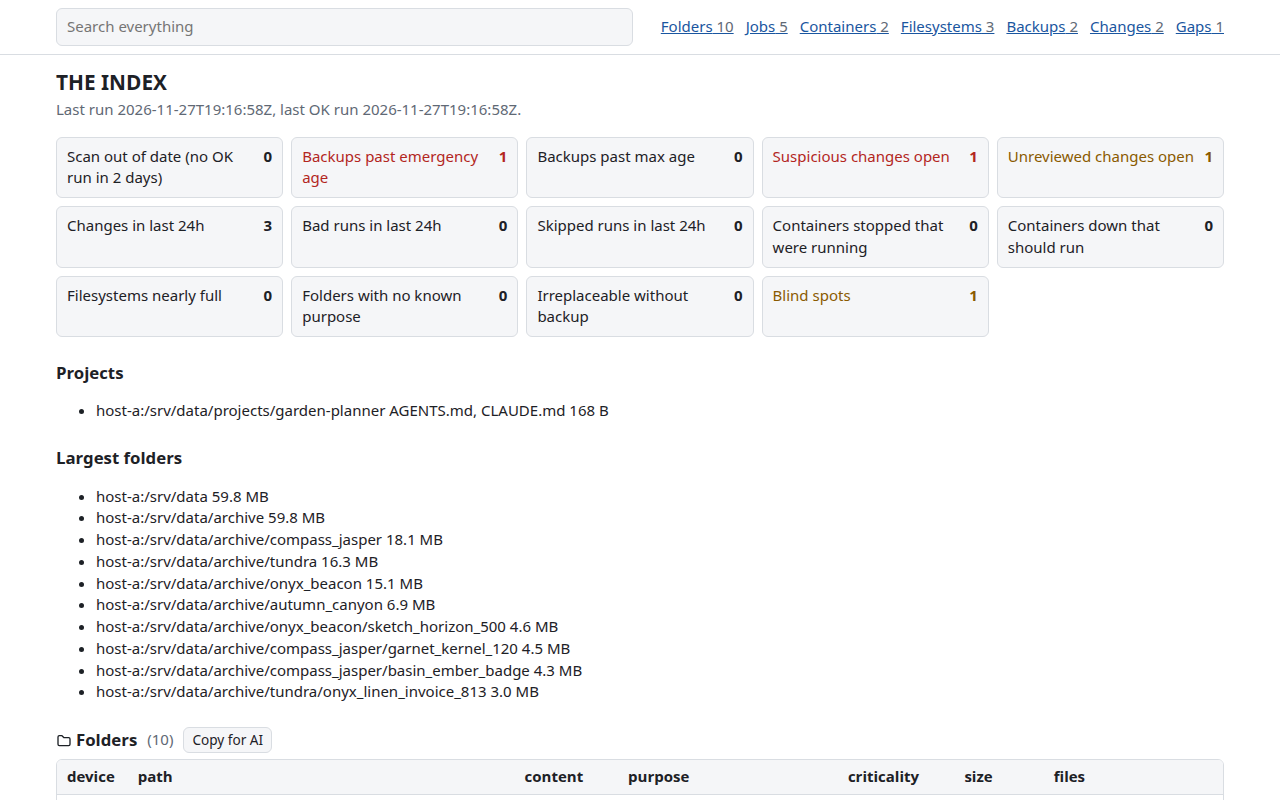 Search everything
Folders 10 Jobs 5 Containers 2 Filesystems 3 Backups 2 Changes 2 Gaps 1
THE INDEX
Last run 2026-11-27T19:16:58Z, last OK run 2026-11-27T19:16:58Z.
Scan out of date (no OK run in 2 days) 0
Backups past emergency age 1
Backups past max age 0
Suspicious changes open 1
Unreviewed changes open 1
Changes in last 24h 3
Bad runs in last 24h 0
Skipped runs in last 24h 0
Containers stopped that were running 0
Containers down that should run 0
Filesystems nearly full 0
Folders with no known purpose 0
Irreplaceable without backup 0
Blind spots 1
Projects
host-a:/srv/data/projects/garden-planner AGENTS.md, CLAUDE.md 168 B
Largest folders
host-a:/srv/data 59.8 MB
host-a:/srv/data/archive 59.8 MB
host-a:/srv/data/archive/compass_jasper 18.1 MB
host-a:/srv/data/archive/tundra 16.3 MB
host-a:/srv/data/archive/onyx_beacon 15.1 MB
host-a:/srv/data/archive/autumn_canyon 6.9 MB
host-a:/srv/data/archive/onyx_beacon/sketch_horizon_500 4.6 MB
host-a:/srv/data/archive/compass_jasper/garnet_kernel_120 4.5 MB
host-a:/srv/data/archive/compass_jasper/basin_ember_badge 4.3 MB
host-a:/srv/data/archive/tundra/onyx_linen_invoice_813 3.0 MB
Folders (10) Copy for AI
device path content purpose criticality size files